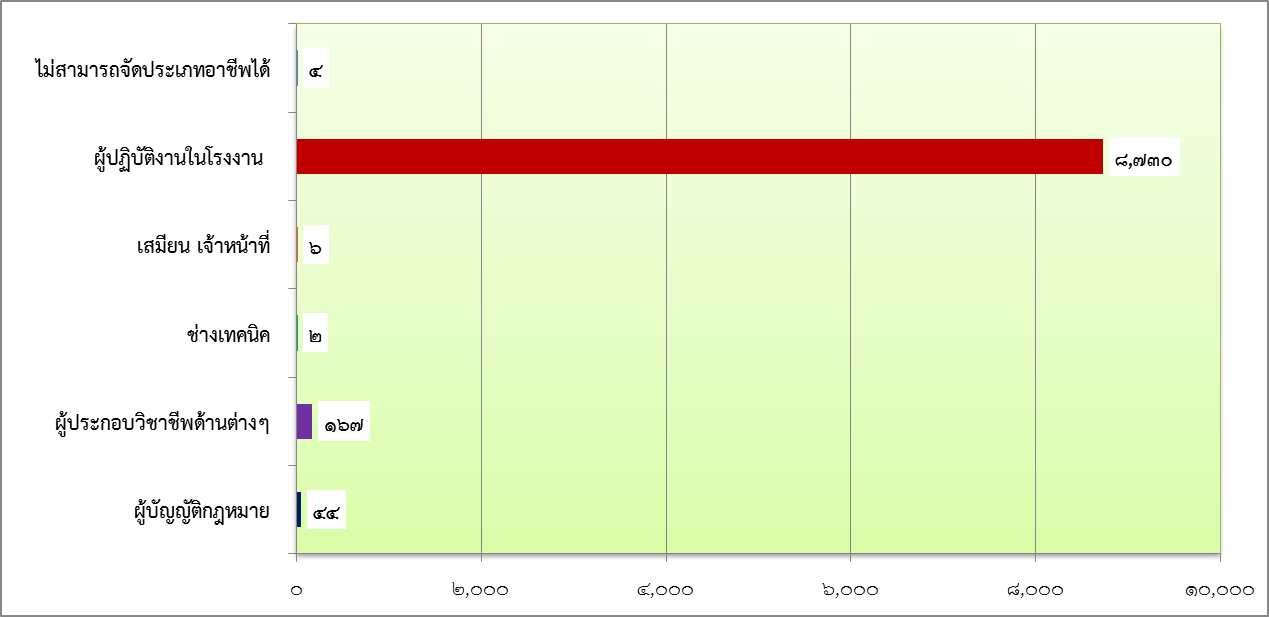 ไม่สามารถจัดประเภทอาชีพได้ ๔
ผู้ปฏิบัติงานในโรงงาน ๘,๗๓๐
เสมียน เจ้าหน้าที่ ๖
ช่างเทคนิค ๒
ผู้ประกอบวิชาชีพด้านต่างๆ ๑๖๗
ผู้บัญญัติกฎหมาย ๔๔
๐ ๒,๐๐๐ ๔,๐๐๐ ๖,๐๐๐ ๘,๐๐๐ ๑๐,๐๐๐